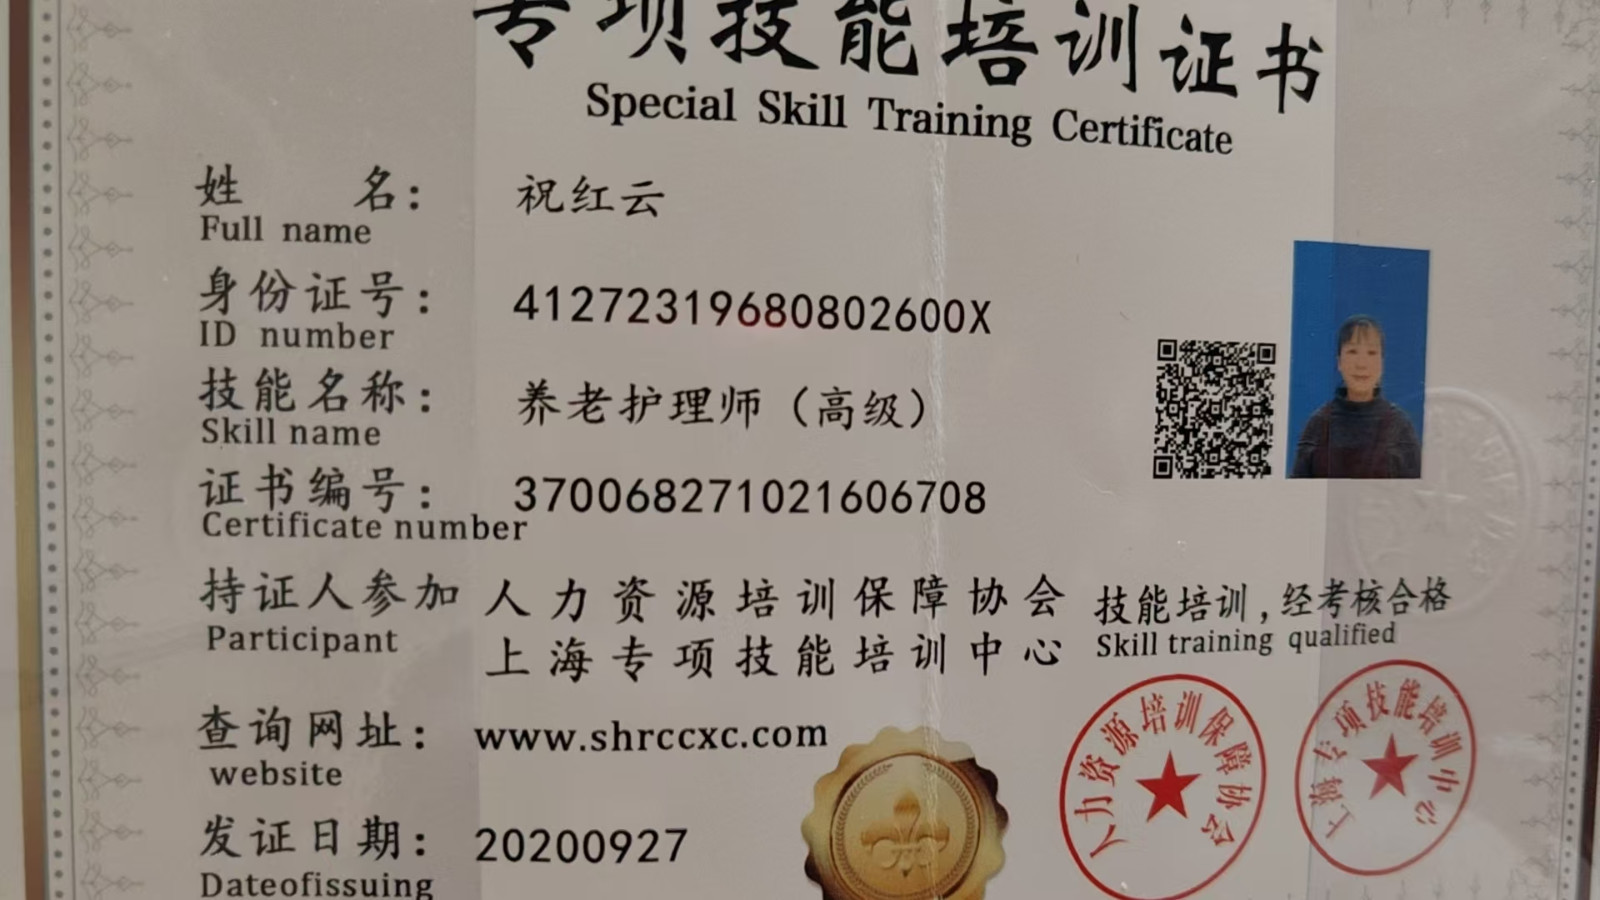 专项技能培训证书
Special Skill Training Certificate
姓 名： 祝红云
Full name
身份证号： 41272319680802600X
ID number
技能名称： 养老护理师（高级）
Skill name
证书编号： 370068271021606708
Certificate number
持证人参加 人力资源培训保障协会 技能培训，经考核合格
Participant 上海专项技能培训中心 Skill training qualified
查询网址： www.shrccxc.com
website
发证日期： 20200927
Dateofissuing
人力资源培训保障协会
上海专项技能培训中心